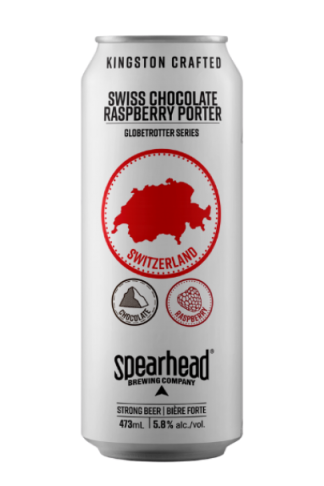 KINGSTON CRAFTED
SWISS CHOCOLATE
RASPBERRY PORTER
GLOBETROTTER SERIES
SWITZERLAND
CHOCOLATE
RASPBERRY
spearhead®
BREWING COMPANY
STRONG BEER | BIÈRE FORTE
473mL 5.8% alc./vol.